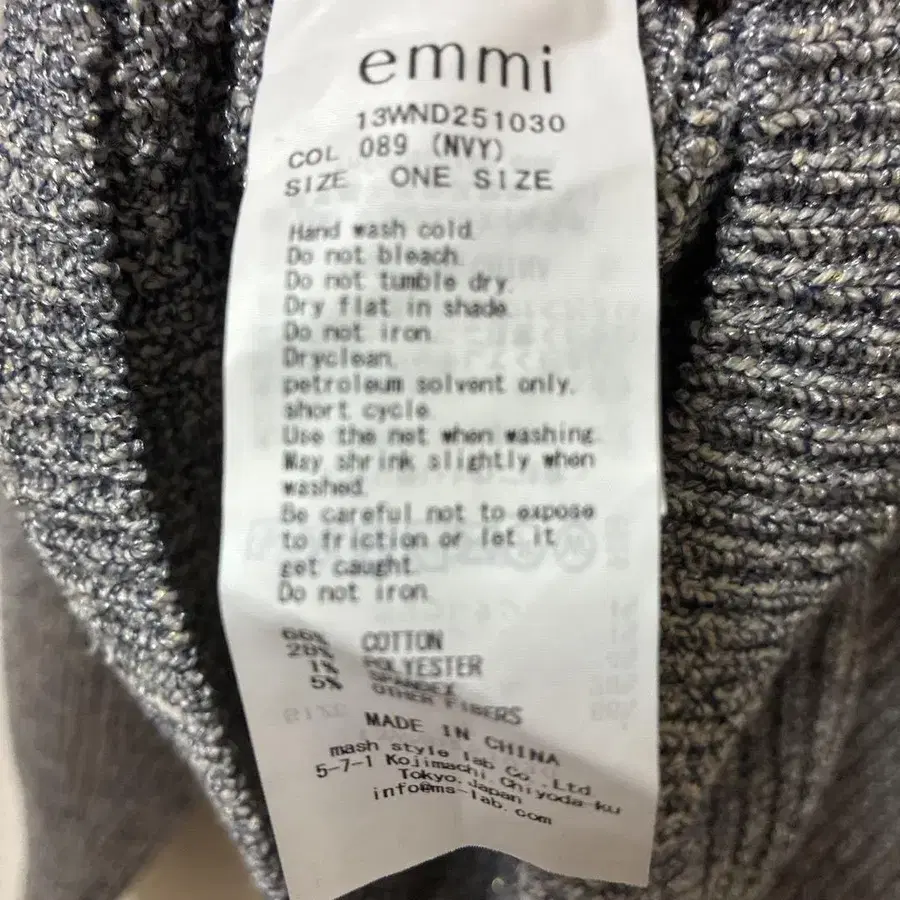 emmi
13WND251030
COL 089 (NVY)
SIZE ONE SIZE
Hand wash cold.
Do not bleach.
Do not tumble dry.
Dry flat in shade.
Do not iron.
Dryclean,
petroleum solvent only.
short cycle.
Use the net when washing.
May shrink slightly when
washed.
Be careful not to expose
to friction or let it
get caught.
Do not iron.
66% COTTON
28% POLYESTER
1% SPANDEX
5% OTHER FIBERS
MADE IN CHINA
mash style lab Co.,Ltd.
5-7-1 Kojimachi,Chiyoda-ku
Tokyo,Japan
info@ms-lab.com